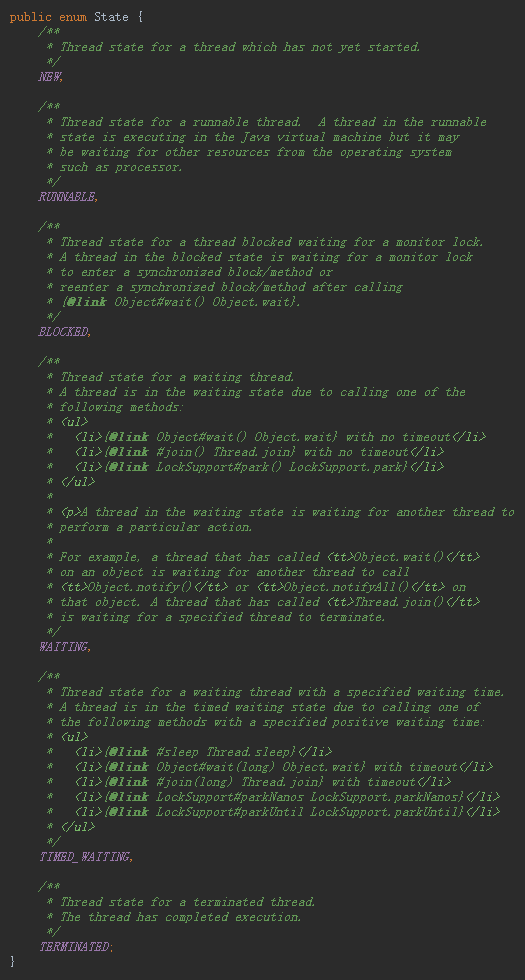 public enum State {
/**
* Thread state for a thread which has not yet started.
*/
NEW,
/**
* Thread state for a runnable thread.  A thread in the runnable
* state is executing in the Java virtual machine but it may
* be waiting for other resources from the operating system
* such as processor.
*/
RUNNABLE,
/**
* Thread state for a thread blocked waiting for a monitor lock.
* A thread in the blocked state is waiting for a monitor lock
* to enter a synchronized block/method or
* reenter a synchronized block/method after calling
* {@link Object#wait() Object.wait}.
*/
BLOCKED,
/**
* Thread state for a waiting thread.
* A thread is in the waiting state due to calling one of the
* following methods:
* <ul>
*   <li>{@link Object#wait() Object.wait} with no timeout</li>
*   <li>{@link #join() Thread.join} with no timeout</li>
*   <li>{@link LockSupport#park() LockSupport.park}</li>
* </ul>
*
* <p>A thread in the waiting state is waiting for another thread to
* perform a particular action.
*
* For example, a thread that has called <tt>Object.wait()</tt>
* on an object is waiting for another thread to call
* <tt>Object.notify()</tt> or <tt>Object.notifyAll()</tt> on
* that object. A thread that has called <tt>Thread.join()</tt>
* is waiting for a specified thread to terminate.
*/
WAITING,
/**
* Thread state for a waiting thread with a specified waiting time.
* A thread is in the timed waiting state due to calling one of
* the following methods with a specified positive waiting time:
* <ul>
*   <li>{@link #sleep Thread.sleep}</li>
*   <li>{@link Object#wait(long) Object.wait} with timeout</li>
*   <li>{@link #join(long) Thread.join} with timeout</li>
*   <li>{@link LockSupport#parkNanos LockSupport.parkNanos}</li>
*   <li>{@link LockSupport#parkUntil LockSupport.parkUntil}</li>
* </ul>
*/
TIMED_WAITING,
/**
* Thread state for a terminated thread.
* The thread has completed execution.
*/
TERMINATED;
}